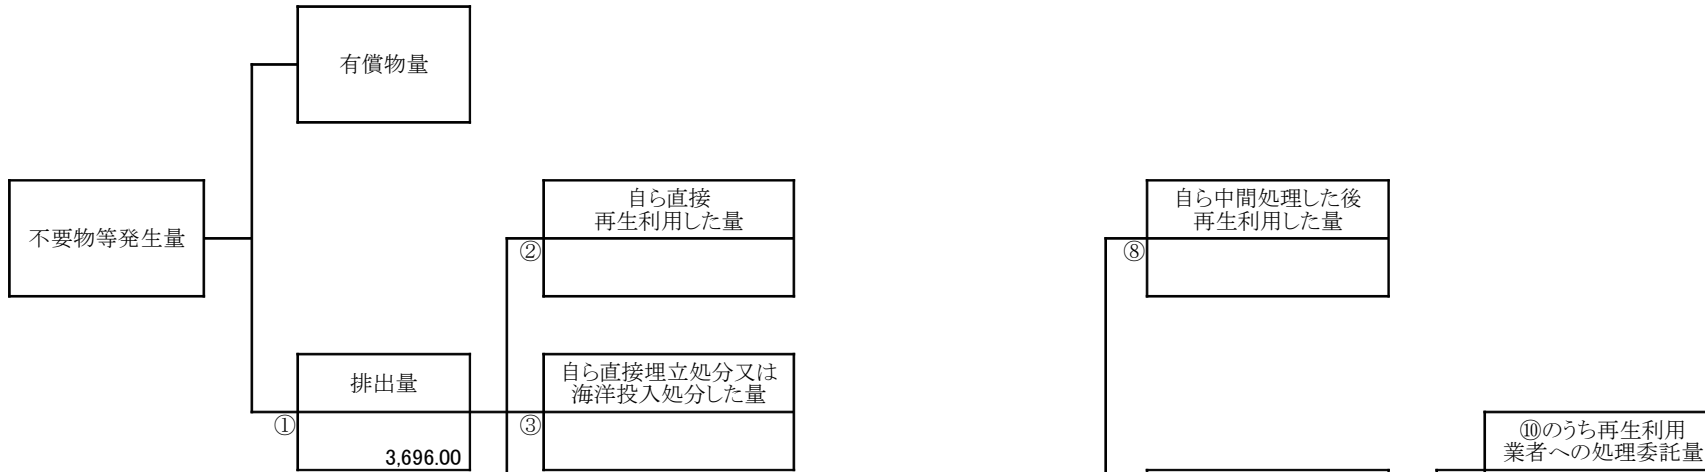 有償物量
不要物等発生量
自ら直接
再生利用した量
②
自ら中間処理した後
再生利用した量
⑧
排出量
①
3,696.00
自ら直接埋立処分又は
海洋投入処分した量
③
⑩のうち再生利用
業者への処理委託量